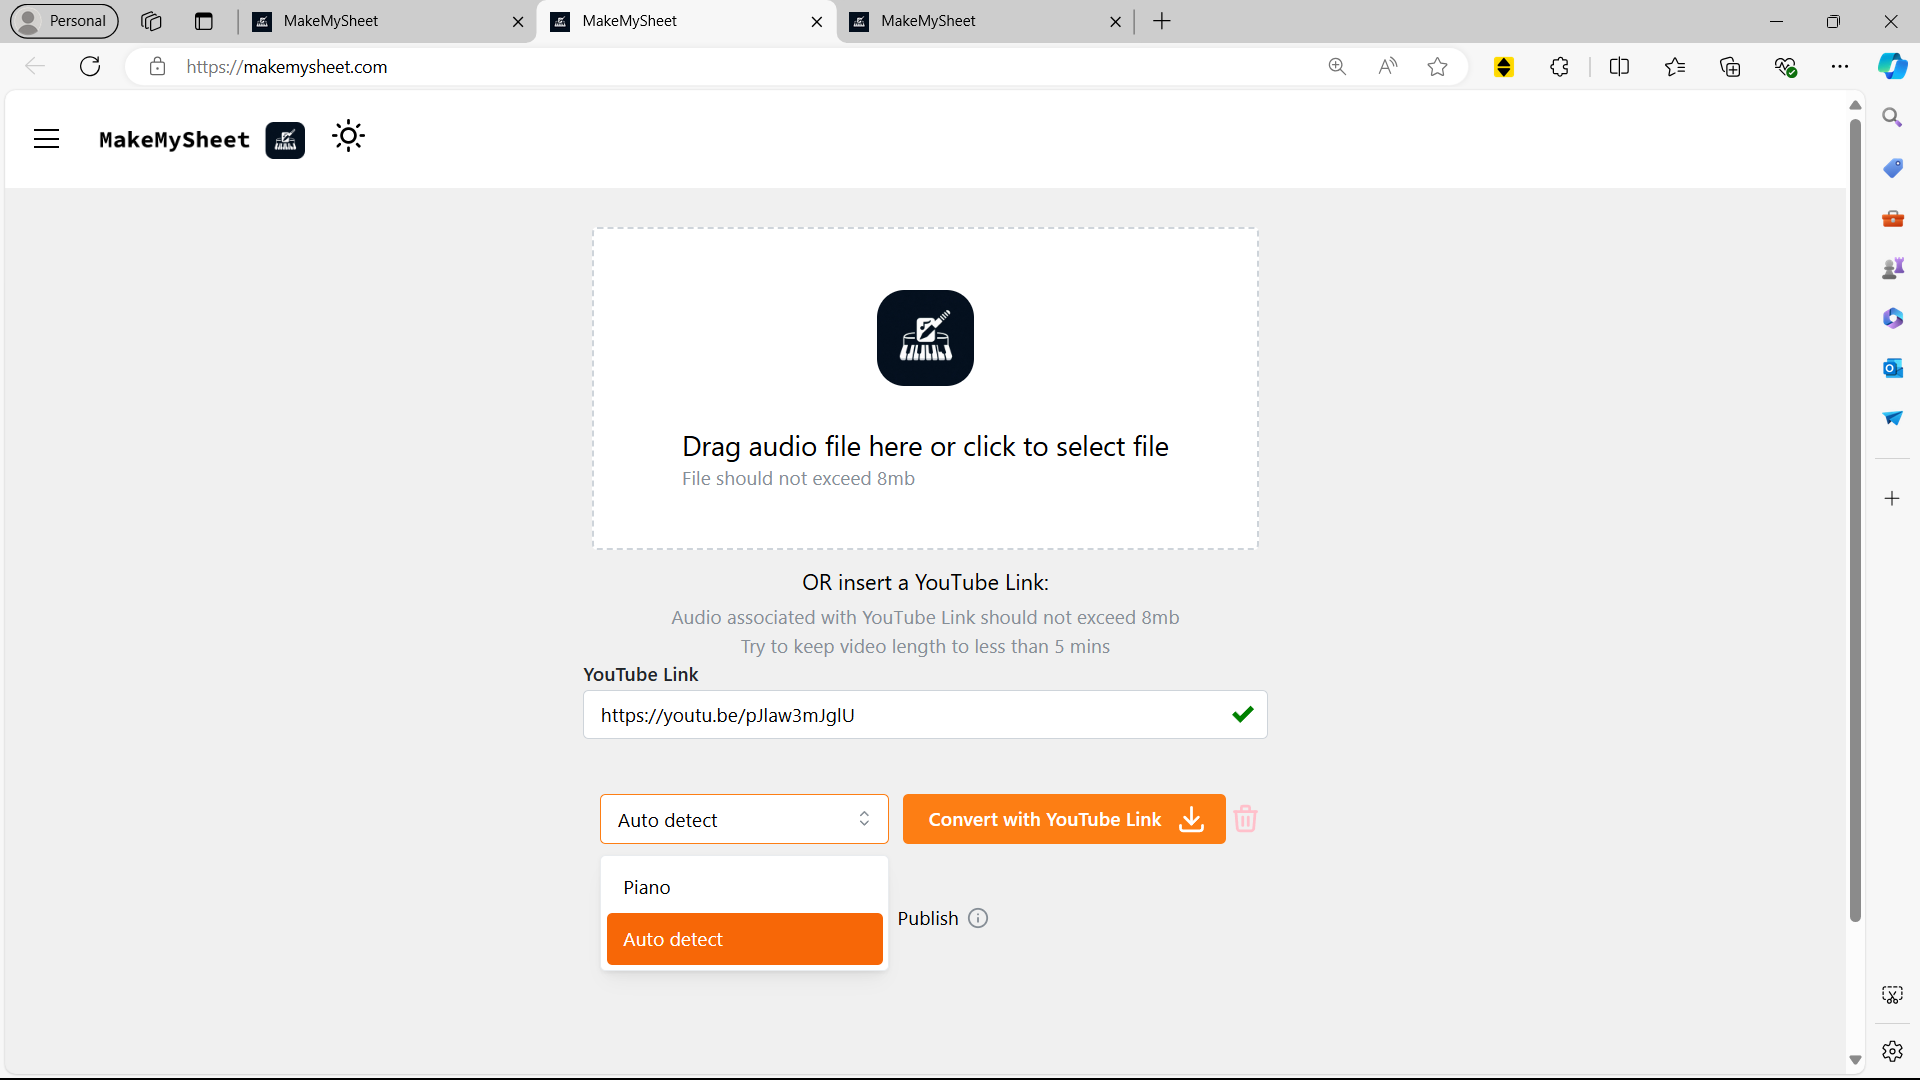 Personal
MakeMySheet
MakeMySheet
MakeMySheet
https://makemysheet.com
MakeMySheet
Drag audio file here or click to select file
File should not exceed 8mb
OR insert a YouTube Link:
Audio associated with YouTube Link should not exceed 8mb
Try to keep video length to less than 5 mins
YouTube Link
https://youtu.be/pJlaw3mJglU
Auto detect
Convert with YouTube Link
Piano
Publish
Auto detect